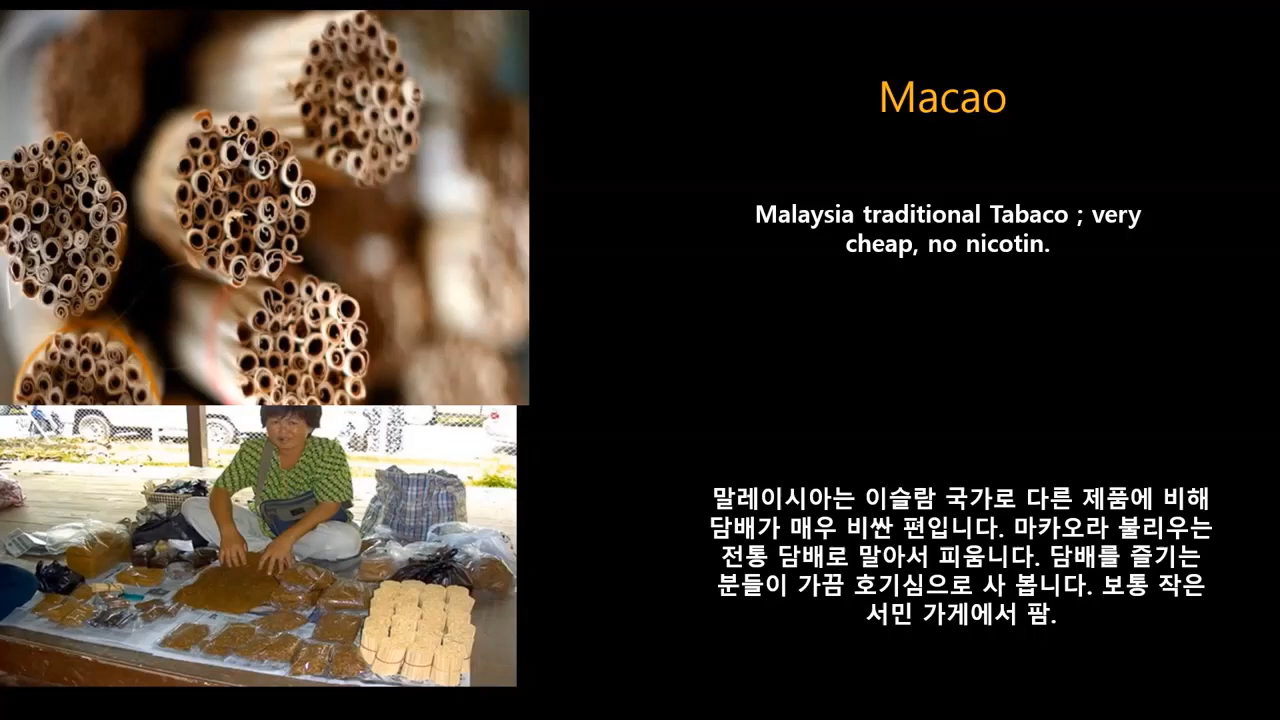 Macao
Malaysia traditional Tabaco ; very
cheap, no nicotin.
말레이시아는 이슬람 국가로 다른 제품에 비해
담배가 매우 비싼 편입니다. 마카오라 불리우는
전통 담배로 말아서 피움니다. 담배를 즐기는
분들이 가끔 호기심으로 사 봅니다. 보통 작은
서민 가게에서 팜.